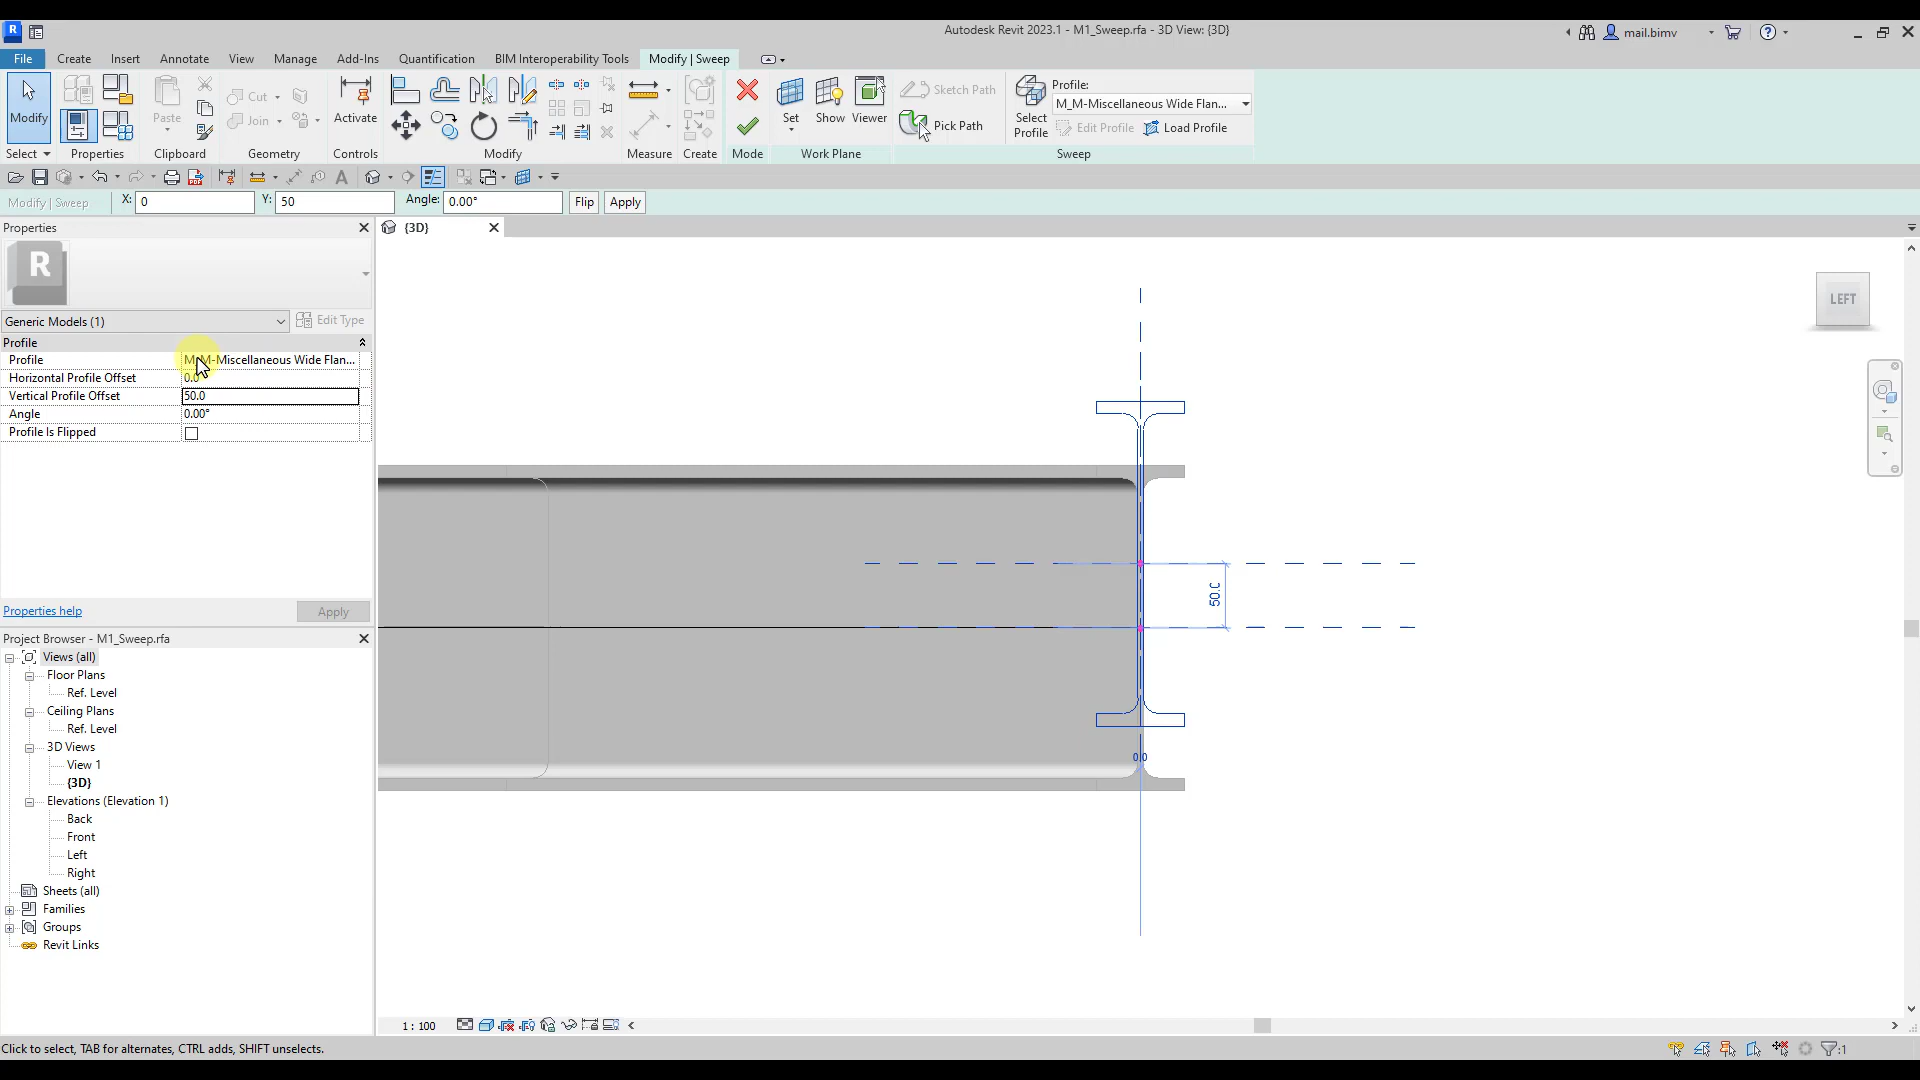 R
Autodesk Revit 2023.1 - M1_Sweep.rfa - 3D View: {3D}
mail.bimv
File
Create
Insert
Annotate
View
Manage
Add-Ins
Quantification
BIM Interoperability Tools
Modify | Sweep
Modify
Paste
Cut
Join
Activate
Set
Show
Viewer
Sketch Path
Pick Path
Select
Profile
Profile:
M_M-Miscellaneous Wide Flan...
Edit Profile
Load Profile
Select
Properties
Clipboard
Geometry
Controls
Modify
Measure
Create
Mode
Work Plane
Sweep
Modify | Sweep
X:
0
Y:
50
Angle:
0.00°
Flip
Apply
Properties
{3D}
R
LEFT
Generic Models (1)
Edit Type
Profile
Profile
M_M-Miscellaneous Wide Flan...
Horizontal Profile Offset
0.0
Vertical Profile Offset
50.0
Angle
0.00°
Profile Is Flipped
Properties help
Apply
Project Browser - M1_Sweep.rfa
Views (all)
Floor Plans
Ref. Level
Ceiling Plans
Ref. Level
3D Views
View 1
{3D}
Elevations (Elevation 1)
Back
Front
Left
Right
Sheets (all)
Families
Groups
Revit Links
50.0
0.0
1 : 100
Click to select, TAB for alternates, CTRL adds, SHIFT unselects.
:1